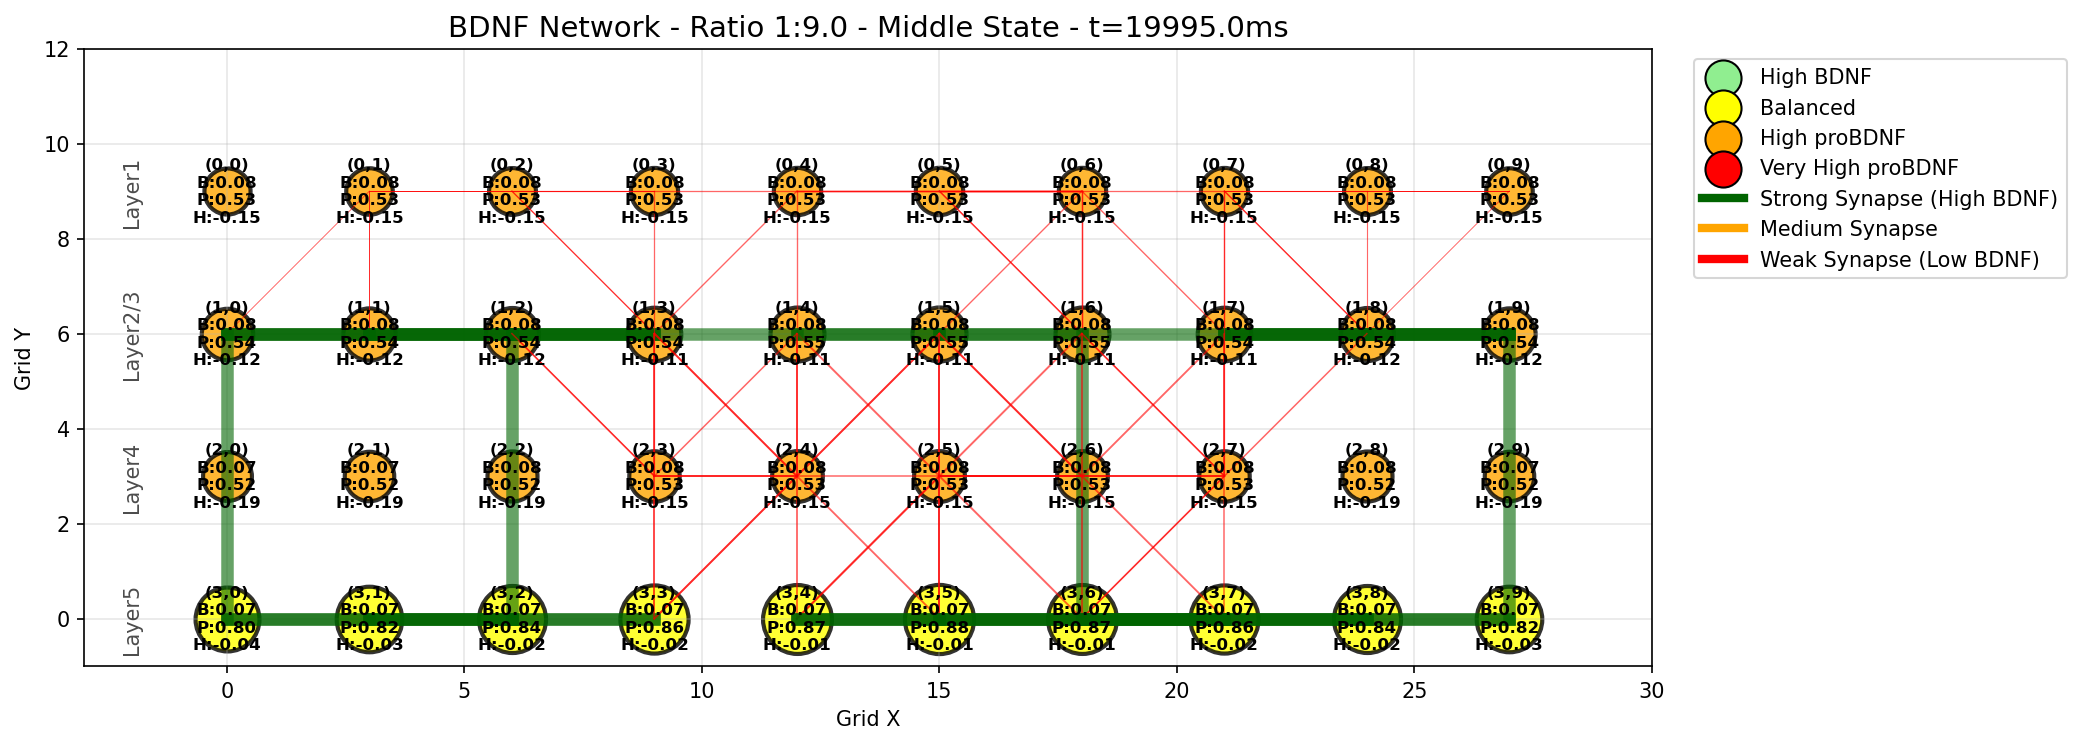 BDNF Network - Ratio 1:9.0 - Middle State - t=19995.0ms
12
10
8
6
4
2
0
Grid Y
Layer1
Layer2/3
Layer4
Layer5
(0,0) (0,1) (0,2) (0,3) (0,4) (0,5) (0,6) (0,7) (0,8) (0,9)
B:0.08 B:0.08 B:0.08 B:0.08 B:0.08 B:0.08 B:0.08 B:0.08 B:0.08 B:0.08
P:0.53 P:0.53 P:0.53 P:0.53 P:0.53 P:0.53 P:0.53 P:0.53 P:0.53 P:0.53
H:-0.15 H:-0.15 H:-0.15 H:-0.15 H:-0.15 H:-0.15 H:-0.15 H:-0.15 H:-0.15 H:-0.15
(1,0) (1,1) (1,2) (1,3) (1,4) (1,5) (1,6) (1,7) (1,8) (1,9)
B:0.08 B:0.08 B:0.08 B:0.08 B:0.08 B:0.08 B:0.08 B:0.08 B:0.08 B:0.08
P:0.54 P:0.54 P:0.54 P:0.54 P:0.55 P:0.55 P:0.55 P:0.54 P:0.54 P:0.54
H:-0.12 H:-0.12 H:-0.12 H:-0.11 H:-0.11 H:-0.11 H:-0.11 H:-0.11 H:-0.12 H:-0.12
(2,0) (2,1) (2,2) (2,3) (2,4) (2,5) (2,6) (2,7) (2,8) (2,9)
B:0.07 B:0.07 B:0.08 B:0.08 B:0.08 B:0.08 B:0.08 B:0.08 B:0.08 B:0.07
P:0.52 P:0.52 P:0.52 P:0.53 P:0.53 P:0.53 P:0.53 P:0.53 P:0.52 P:0.52
H:-0.19 H:-0.19 H:-0.19 H:-0.15 H:-0.15 H:-0.15 H:-0.15 H:-0.15 H:-0.19 H:-0.19
(3,0) (3,1) (3,2) (3,3) (3,4) (3,5) (3,6) (3,7) (3,8) (3,9)
B:0.07 B:0.07 B:0.07 B:0.07 B:0.07 B:0.07 B:0.07 B:0.07 B:0.07 B:0.07
P:0.80 P:0.82 P:0.84 P:0.86 P:0.87 P:0.88 P:0.87 P:0.86 P:0.84 P:0.82
H:-0.04 H:-0.03 H:-0.02 H:-0.02 H:-0.01 H:-0.01 H:-0.01 H:-0.02 H:-0.02 H:-0.03
0 5 10 15 20 25 30
Grid X
High BDNF
Balanced
High proBDNF
Very High proBDNF
Strong Synapse (High BDNF)
Medium Synapse
Weak Synapse (Low BDNF)